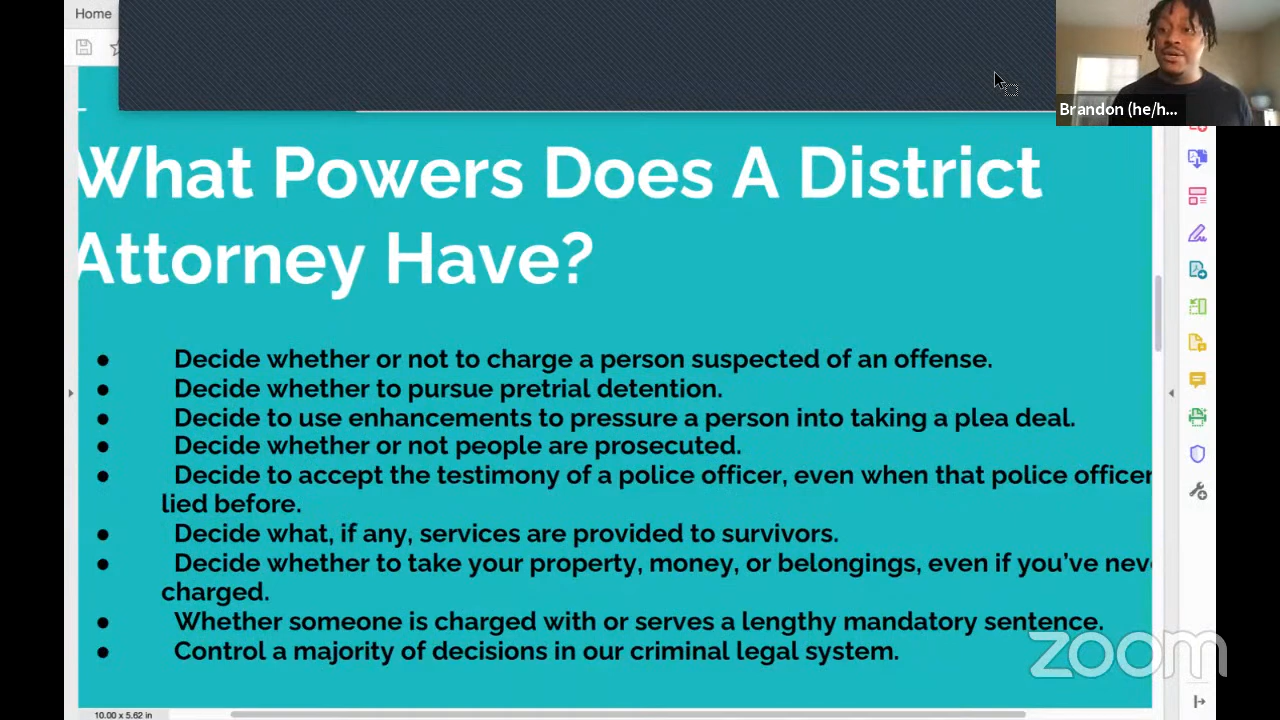 Home
Brandon (he/h...
What Powers Does A District
Attorney Have?
● Decide whether or not to charge a person suspected of an offense.
● Decide whether to pursue pretrial detention.
● Decide to use enhancements to pressure a person into taking a plea deal.
● Decide whether or not people are prosecuted.
● Decide to accept the testimony of a police officer, even when that police officer
lied before.
● Decide what, if any, services are provided to survivors.
● Decide whether to take your property, money, or belongings, even if you've nev
charged.
● Whether someone is charged with or serves a lengthy mandatory sentence.
● Control a majority of decisions in our criminal legal system.
zoom
10.00 x 5.62 in